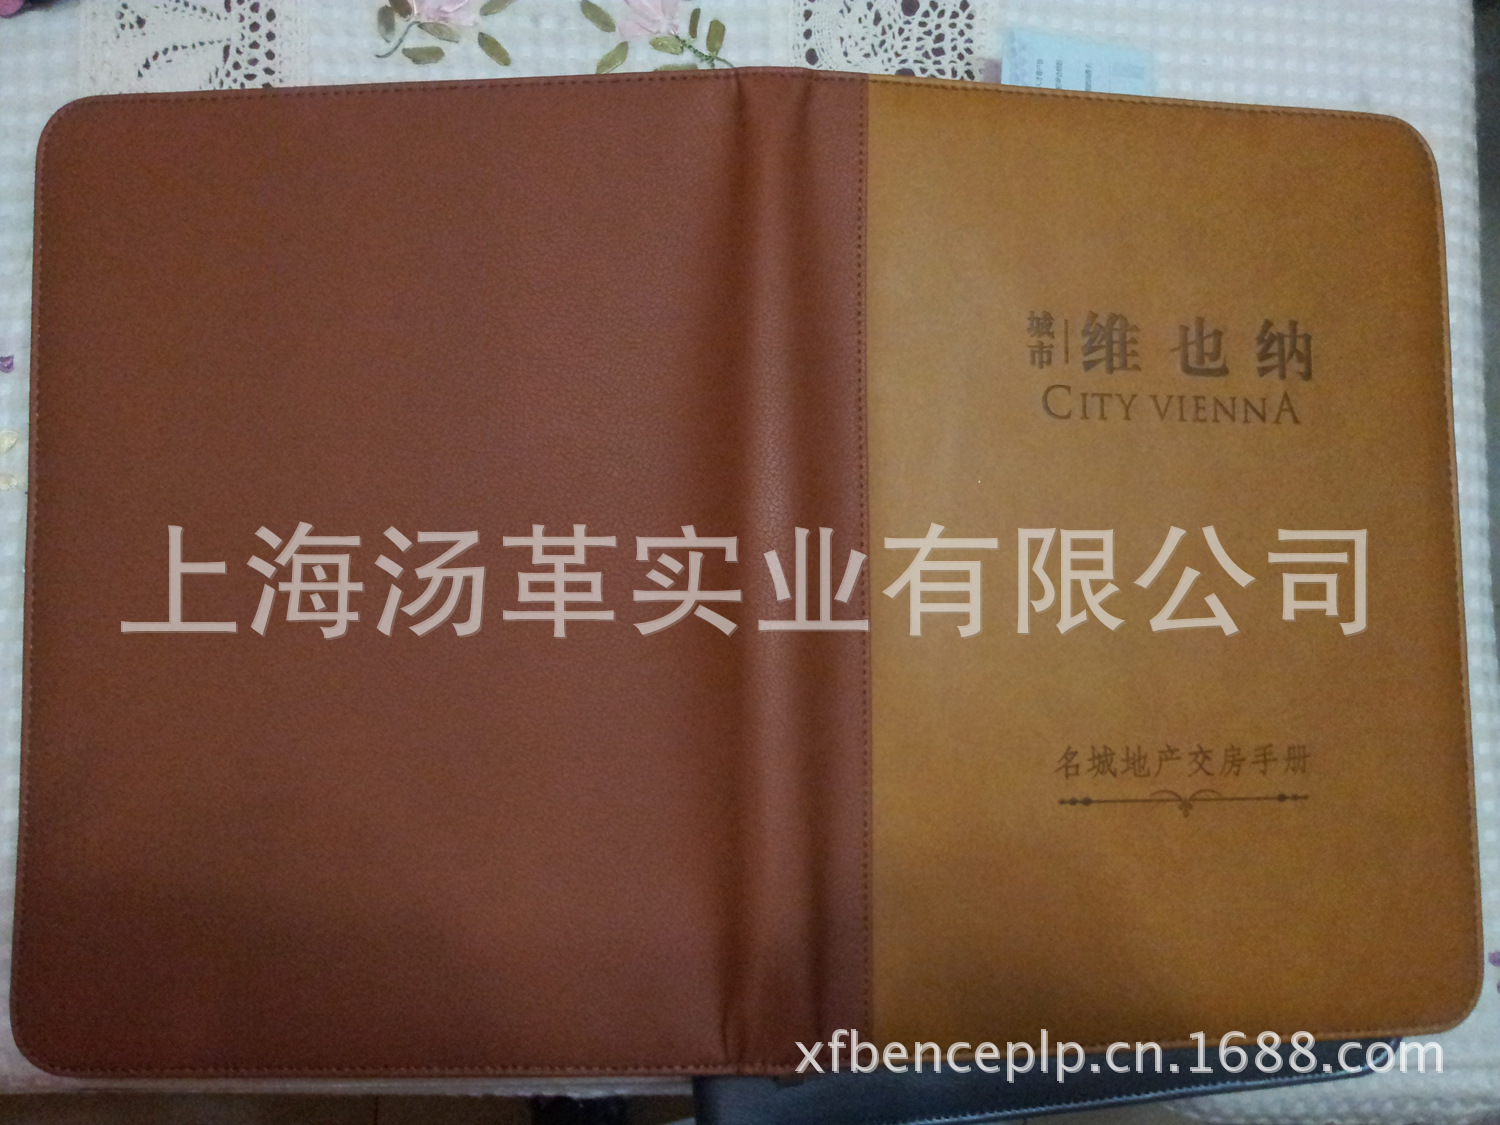 城市 维也纳
CITY VIENNA
上海汤革实业有限公司
名城地产交房手册
xfbenceplp.cn.1688.com